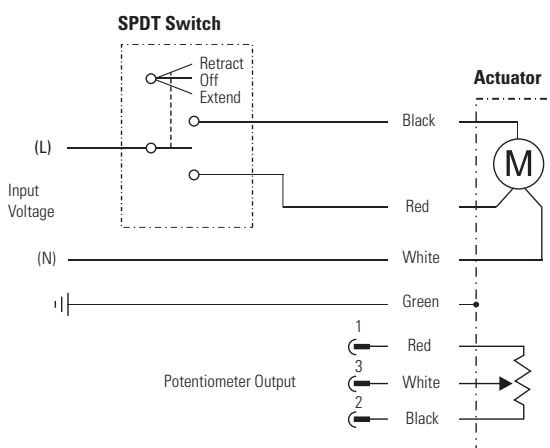 SPDT Switch
Retract
Off
Extend
Actuator
Black
(L)
M
Input
Voltage
Red
(N)
White
Green
1
Red
3
Potentiometer Output
White
2
Black